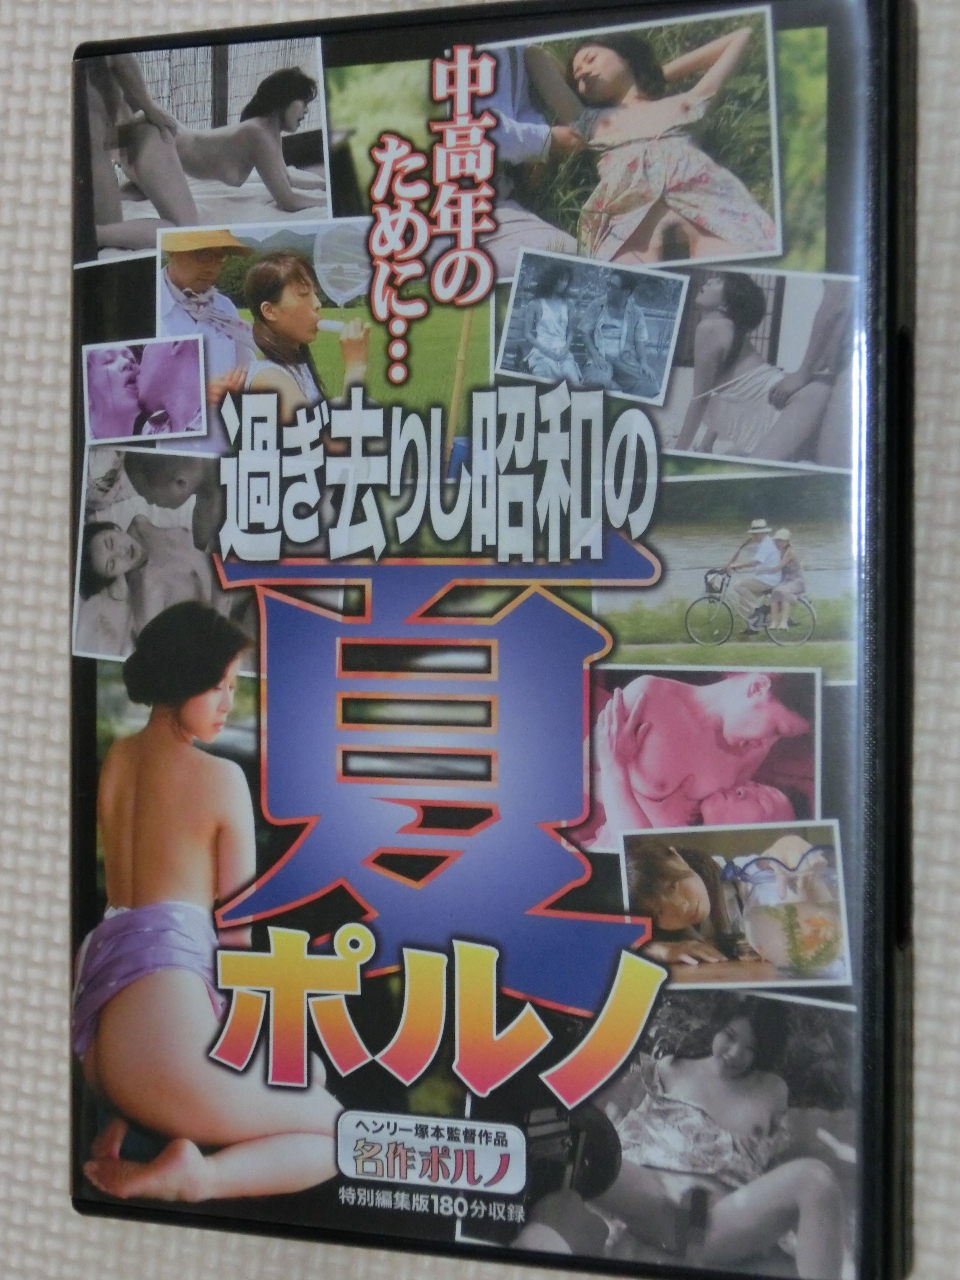 中高年の
ために…
過ぎ去りし昭和の
夏
ポルノ
ヘンリー塚本監督作品
名作ポルノ
特別編集版180分収録